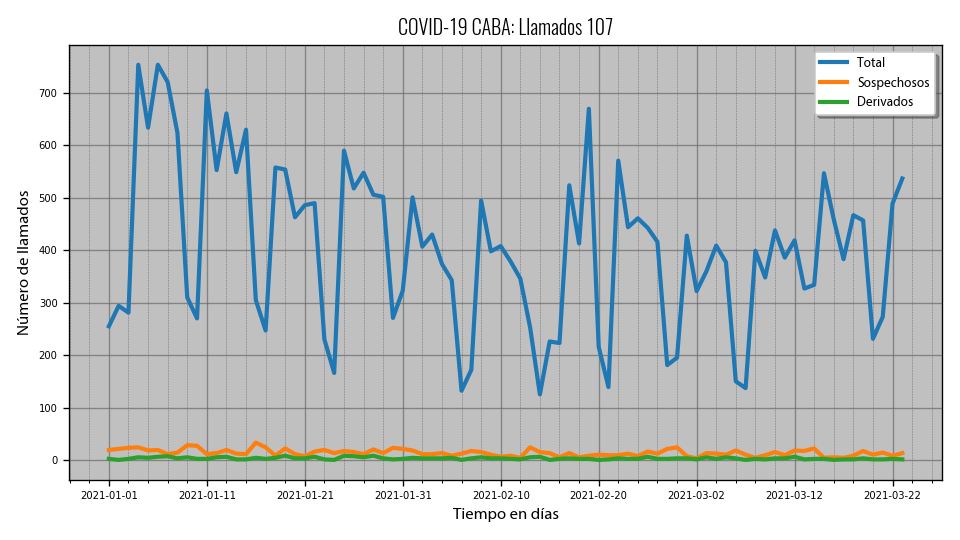 COVID-19 CABA: Llamados 107
Total
Sospechosos
Derivados
Número de llamados
700
600
500
400
300
200
100
0
2021-01-01
2021-01-11
2021-01-21
2021-01-31
2021-02-10
2021-02-20
2021-03-02
2021-03-12
2021-03-22
Tiempo en días